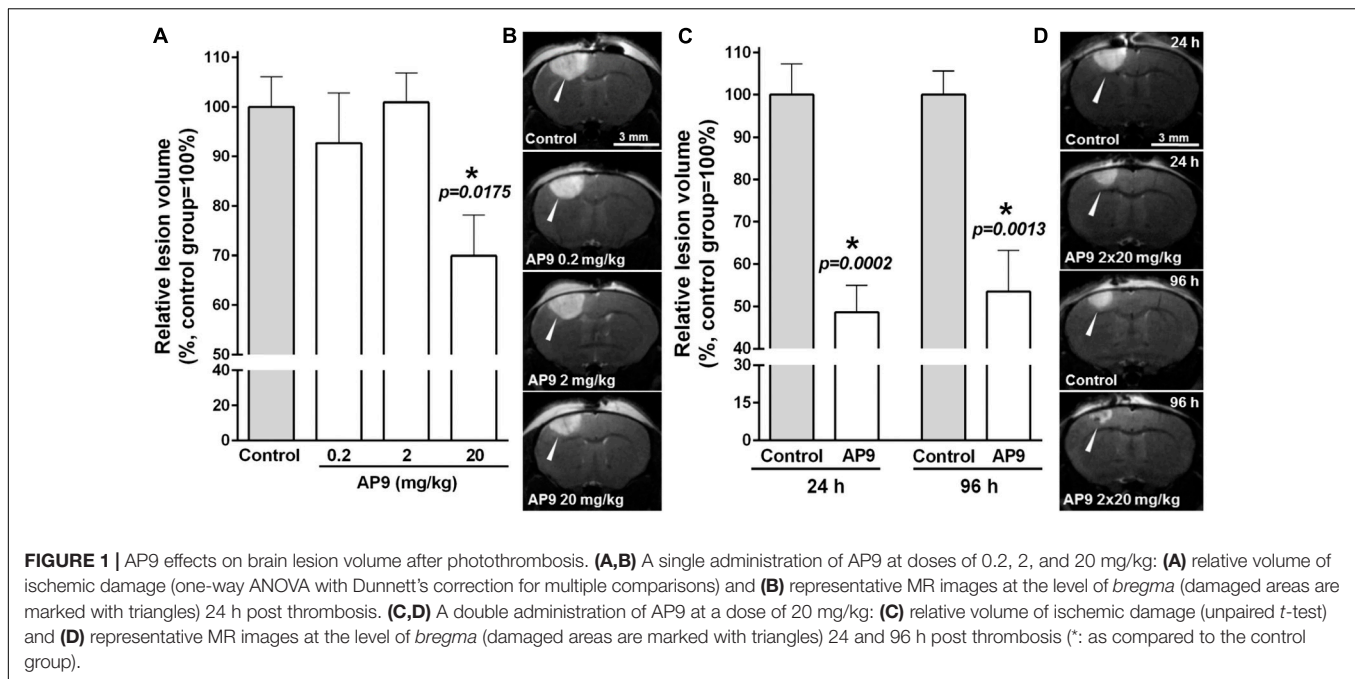 A
Relative lesion volume
(%, control group=100%)
110
100
90
80
70
60
50
40
20
0
*
p=0.0175
Control
0.2
2
20
AP9 (mg/kg)
B
Control
3 mm
AP9 0.2 mg/kg
AP9 2 mg/kg
AP9 20 mg/kg
C
Relative lesion volume
(%, control group=100%)
110
100
90
80
70
60
50
40
30
15
0
*
p=0.0002
*
p=0.0013
Control
AP9
Control
AP9
24 h
96 h
D
24 h
Control
3 mm
24 h
AP9 2x20 mg/kg
96 h
Control
96 h
AP9 2x20 mg/kg
FIGURE 1 | AP9 effects on brain lesion volume after photothrombosis. (A,B) A single administration of AP9 at doses of 0.2, 2, and 20 mg/kg: (A) relative volume of
ischemic damage (one-way ANOVA with Dunnett's correction for multiple comparisons) and (B) representative MR images at the level of bregma (damaged areas are
marked with triangles) 24 h post thrombosis. (C,D) A double administration of AP9 at a dose of 20 mg/kg: (C) relative volume of ischemic damage (unpaired t-test)
and (D) representative MR images at the level of bregma (damaged areas are marked with triangles) 24 and 96 h post thrombosis (*: as compared to the control
group).